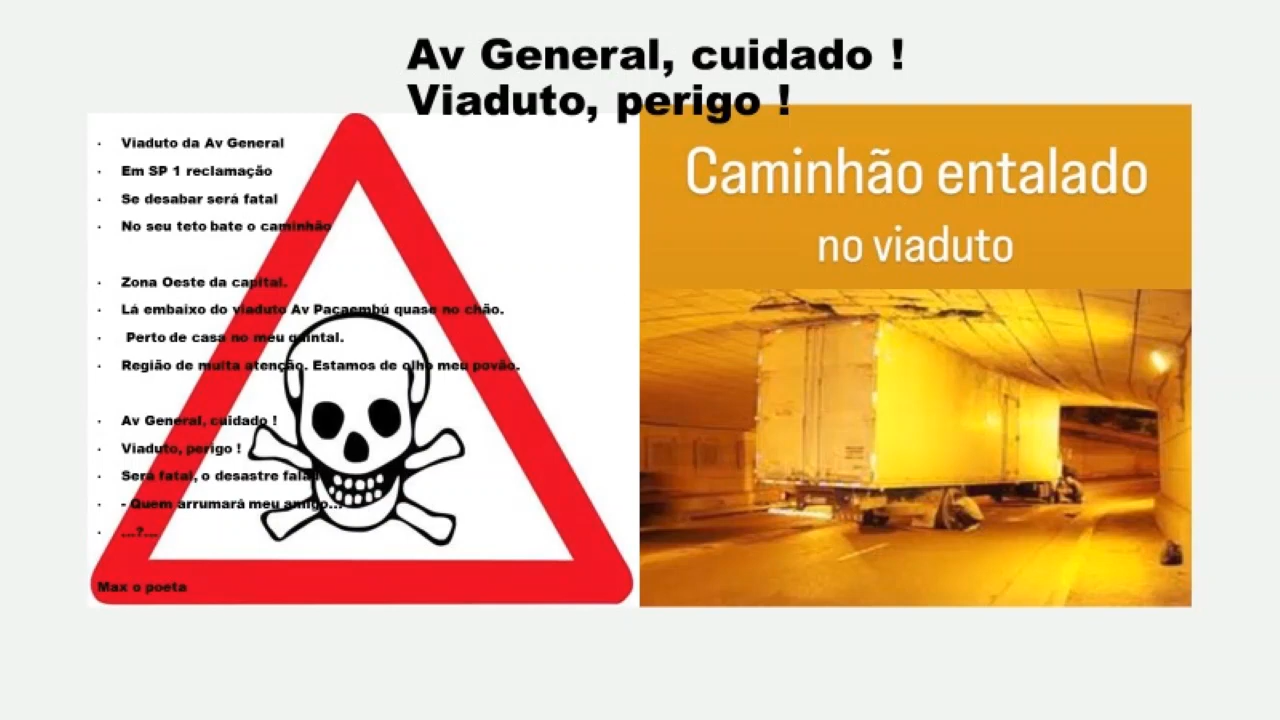 Av General, cuidado !
Viaduto, perigo !
• Viaduto da Av General
• Em SP 1 reclamação
• Se desabar será fatal
• No seu teto bate o caminhão
• Zona Oeste da capital.
• Lá embaixo do viaduto Av Pacaembú quase no chão.
• Perto de casa no meu quintal.
• Região de muita atenção. Estamos de olho meu povão.
• Av General, cuidado !
• Viaduto, perigo !
• Será fatal, o desastre fala
• - Quem arrumará meu amigo...
• ...?...
Max o poeta
Caminhão entalado
no viaduto